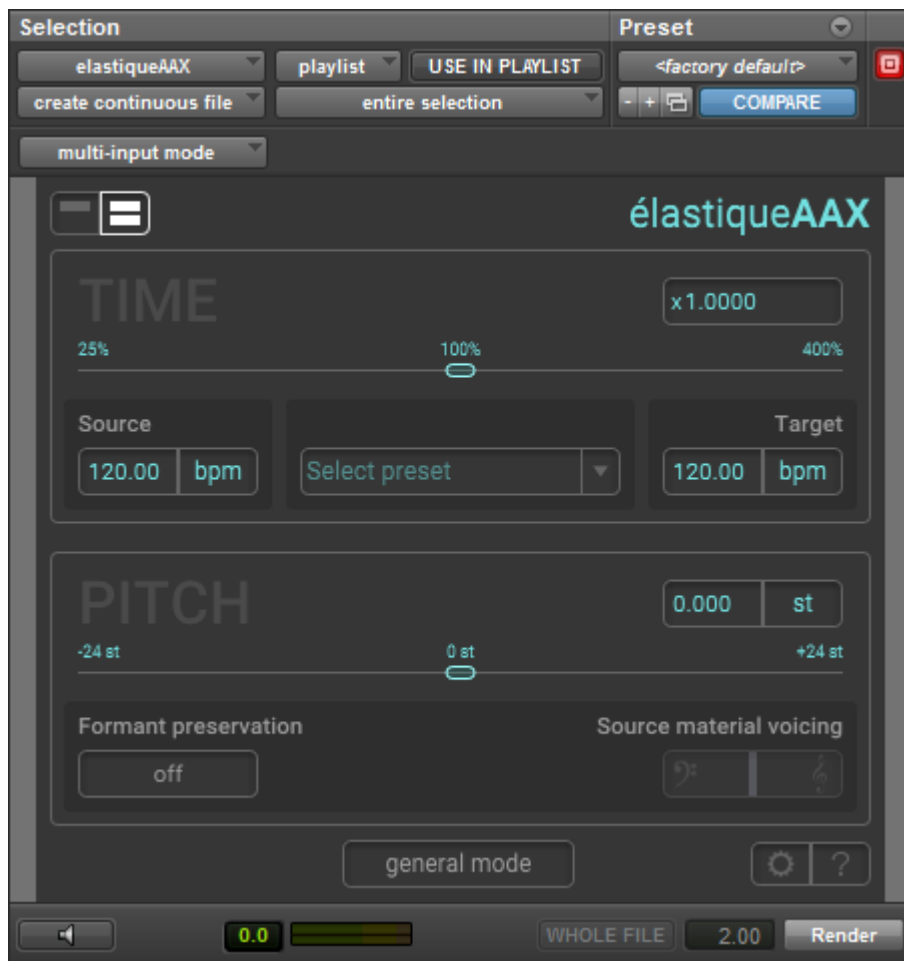 Selection Preset
elastiqueAAX playlist USE IN PLAYLIST <factory default>
create continuous file entire selection - + COMPARE
multi-input mode
élastiqueAAX
TIME x1.0000
25% 100% 400%
Source Target
120.00 bpm Select preset 120.00 bpm
PITCH 0.000 st
-24 st 0 st +24 st
Formant preservation Source material voicing
off
general mode ?
0.0 WHOLE FILE 2.00 Render